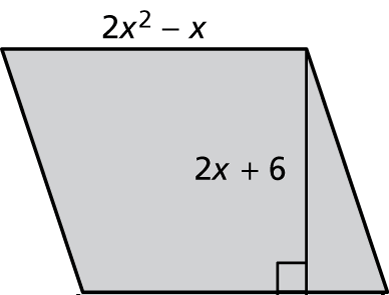 2x² − x
2x + 6